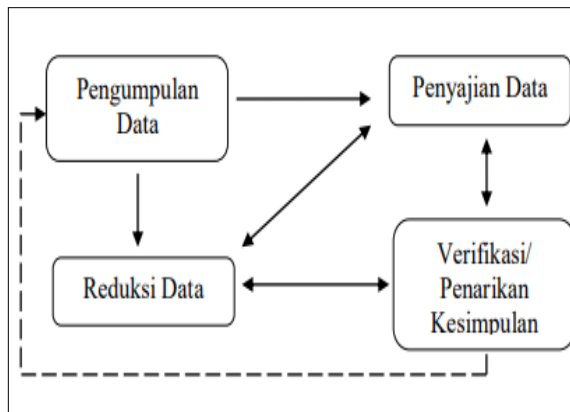 Pengumpulan
Data
Penyajian Data
Reduksi Data
Verifikasi/
Penarikan
Kesimpulan